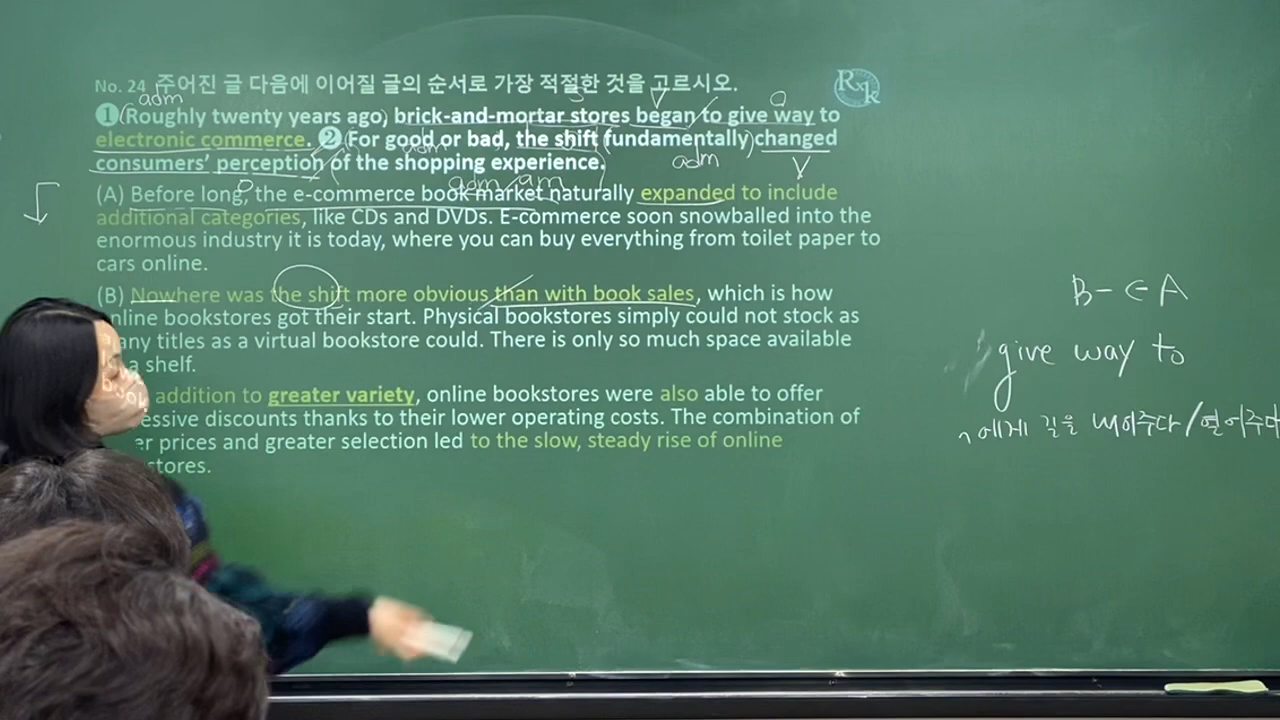 No. 24 주어진 글 다음에 이어질 글의 순서로 가장 적절한 것을 고르시오.
RK
adm S V O
❶(Roughly twenty years ago) brick-and-mortar stores began to give way to
electronic commerce. ❷(For good or bad, the shift fundamentally) changed
adm V
consumers' perception of the shopping experience.
(A) Before long, the e-commerce book market naturally expanded to include
additional categories, like CDs and DVDs. E-commerce soon snowballed into the
enormous industry it is today, where you can buy everything from toilet paper to
cars online.
(B) Nowhere was the shift more obvious than with book sales, which is how
nline bookstores got their start. Physical bookstores simply could not stock as
any titles as a virtual bookstore could. There is only so much space available
a shelf.
addition to greater variety, online bookstores were also able to offer
essive discounts thanks to their lower operating costs. The combination of
er prices and greater selection led to the slow, steady rise of online
stores.
B - C A
give way to
~에게 길을 내어주다/열어주다